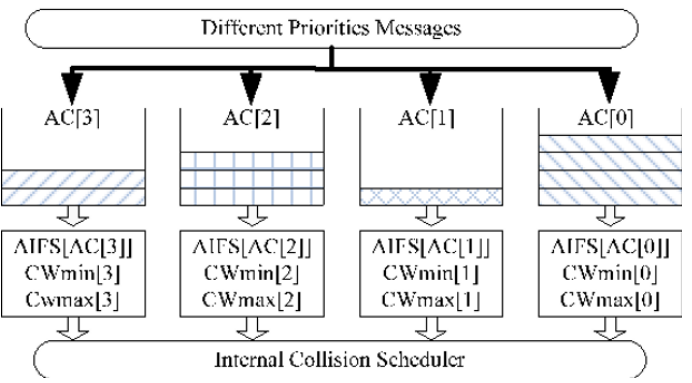 Different Priorities Messages
AC[3] AC[2] AC[1] AC[0]
AIFS[AC[3]] AIFS[AC[2]] AIFS[AC[1]] AIFS[AC[0]]
CWmin[3] CWmin[2] CWmin[1] CWmin[0]
Cwmax[3] CWmax[2] CWmax[1] CWmax[0]
Internal Collision Scheduler